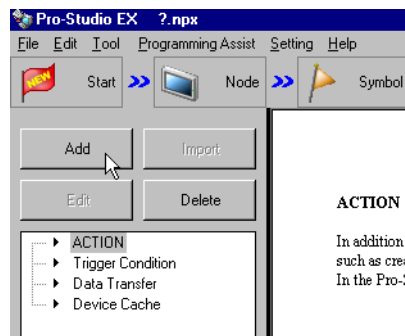 Pro-Studio EX ?.npx
File Edit Tool Programming Assist Setting Help
NEW Start Node Symbol
Add Import
Edit Delete
ACTION
Trigger Condition
Data Transfer
Device Cache
ACTION
In addition
such as crea
In the Pro-S